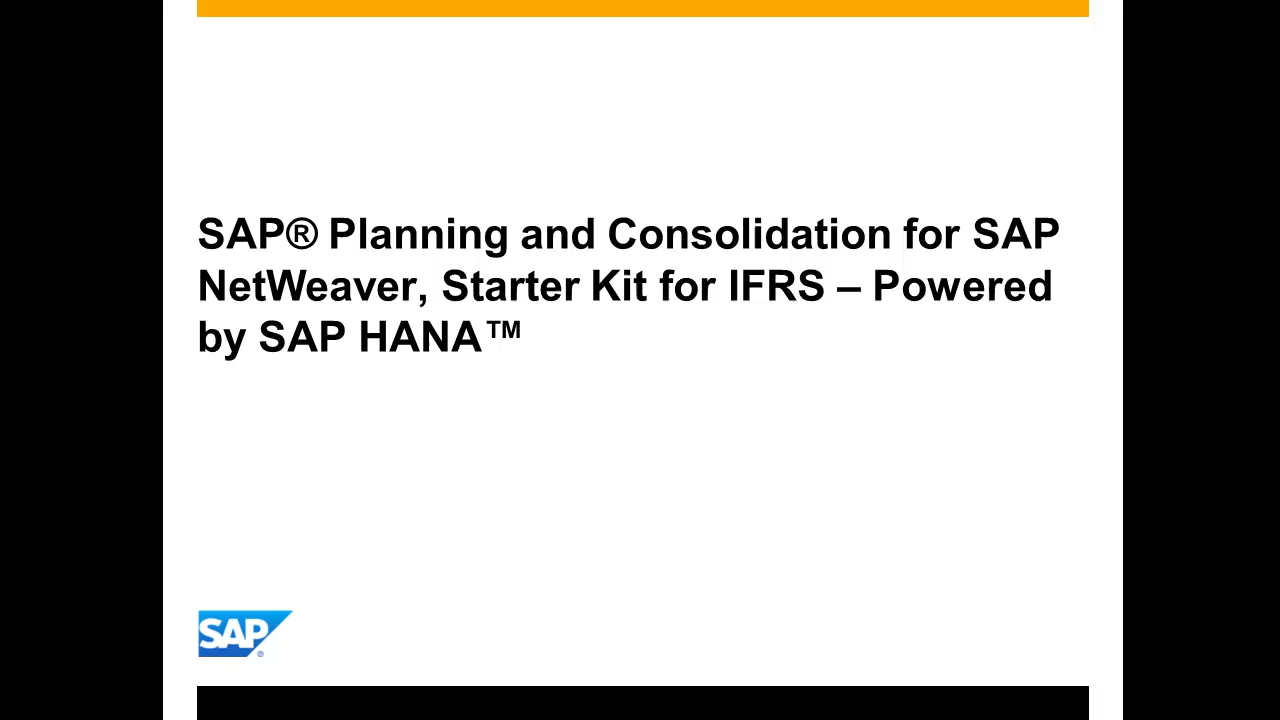 SAP® Planning and Consolidation for SAP
NetWeaver, Starter Kit for IFRS – Powered
by SAP HANA™
SAP®